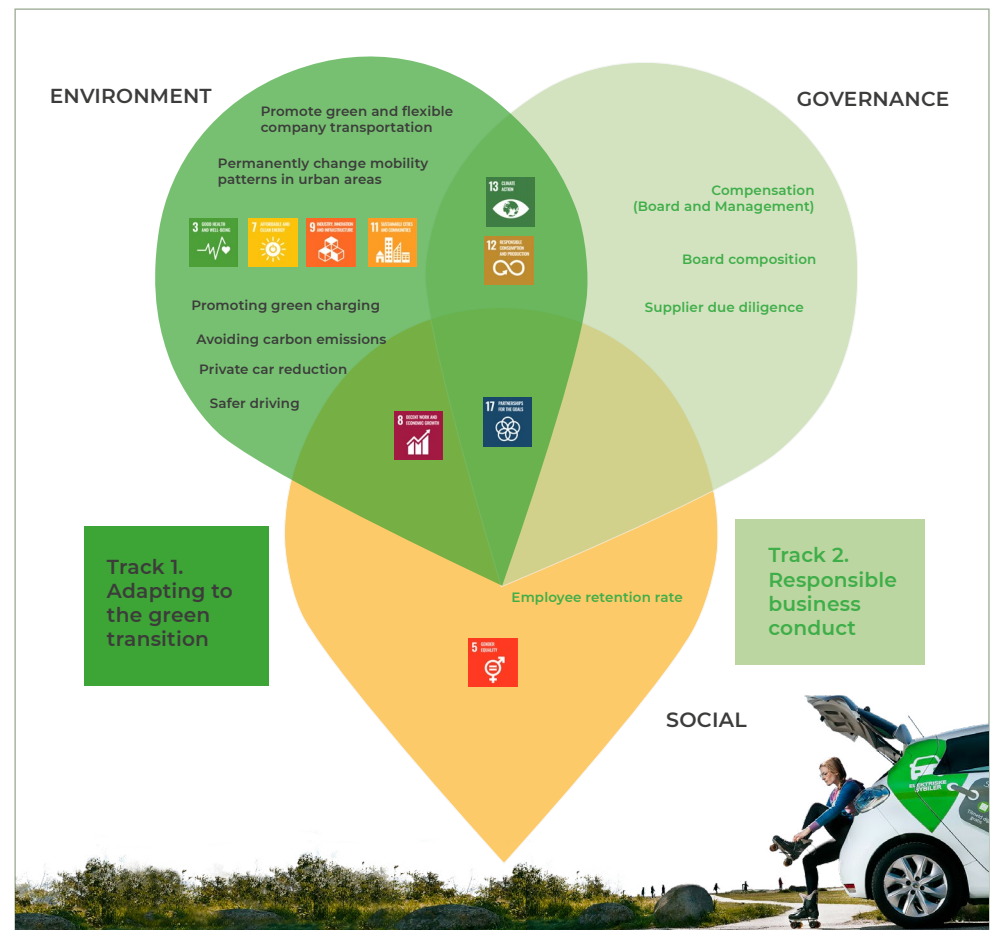 ENVIRONMENT
GOVERNANCE
Promote green and flexible
company transportation
Permanently change mobility
patterns in urban areas
13 CLIMATE
ACTION
Compensation
(Board and Management)
3 GOOD HEALTH
AND WELL-BEING
7 AFFORDABLE AND
CLEAN ENERGY
9 INDUSTRY, INNOVATION
AND INFRASTRUCTURE
11 SUSTAINABLE CITIES
AND COMMUNITIES
12 RESPONSIBLE
CONSUMPTION
AND PRODUCTION
Board composition
Promoting green charging
Supplier due diligence
Avoiding carbon emissions
Private car reduction
Safer driving
8 DECENT WORK AND
ECONOMIC GROWTH
17 PARTNERSHIPS
FOR THE GOALS
Track 1.
Adapting to
the green
transition
Track 2.
Responsible
business
conduct
Employee retention rate
5 GENDER
EQUALITY
SOCIAL